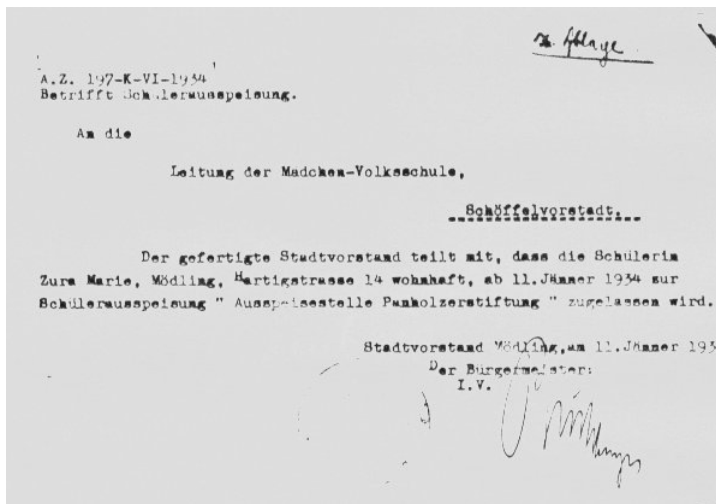 z. Ablage
A.Z. 197-K-VI-1934
Betrifft Schülerausspeisung.
An die
Leitung der Mädchen-Volksschule,
Schöffelvorstadt.
Der gefertigte Stadtvorstand teilt mit, dass die Schülerin
Zura Marie, Mödling, Hartigstrasse 14 wohnhaft, ab 11.Jänner 1934 zur
Schülerausspeisung " Ausspeisestelle Panholzerstiftung " zugelassen wird.
Stadtvorstand Mödling,am 11.Jänner 193
Der Bürgermeister:
I.V.